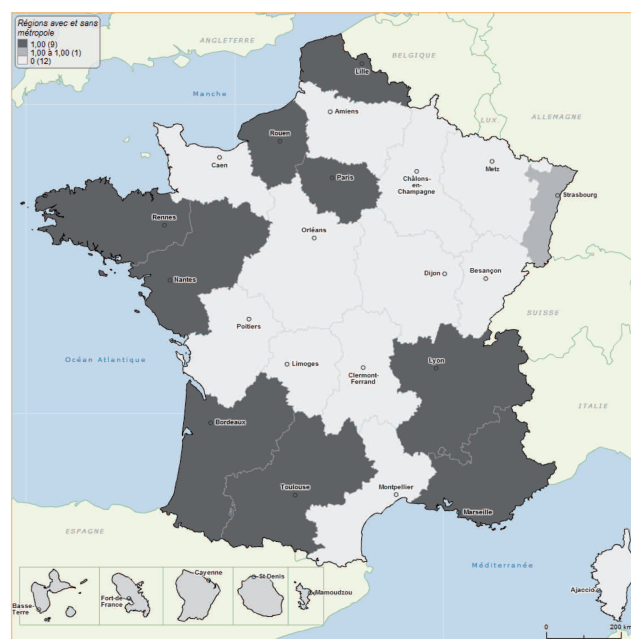 Régions avec et sans
métropole
1,00 (9)
1,00 à 1,00 (1)
0 (12)
ANGLETERRE
BELGIQUE
Lille
Manche
Amiens
LUX
ALLEMAGNE
Rouen
Caen
Paris
Châlons-
en-
Champagne
Metz
Strasbourg
Rennes
Orléans
Nantes
Dijon
Besançon
SUISSE
Poitiers
Océan Atlantique
Limoges
Clermont-
Ferrand
Lyon
ITALIE
Bordeaux
Toulouse
Montpellier
Marseille
ESPAGNE
Méditerranée
Cayenne
St-Denis
Mamoudzou
Fort-de
France
Basse-
Terre
Ajaccio
0 200 km